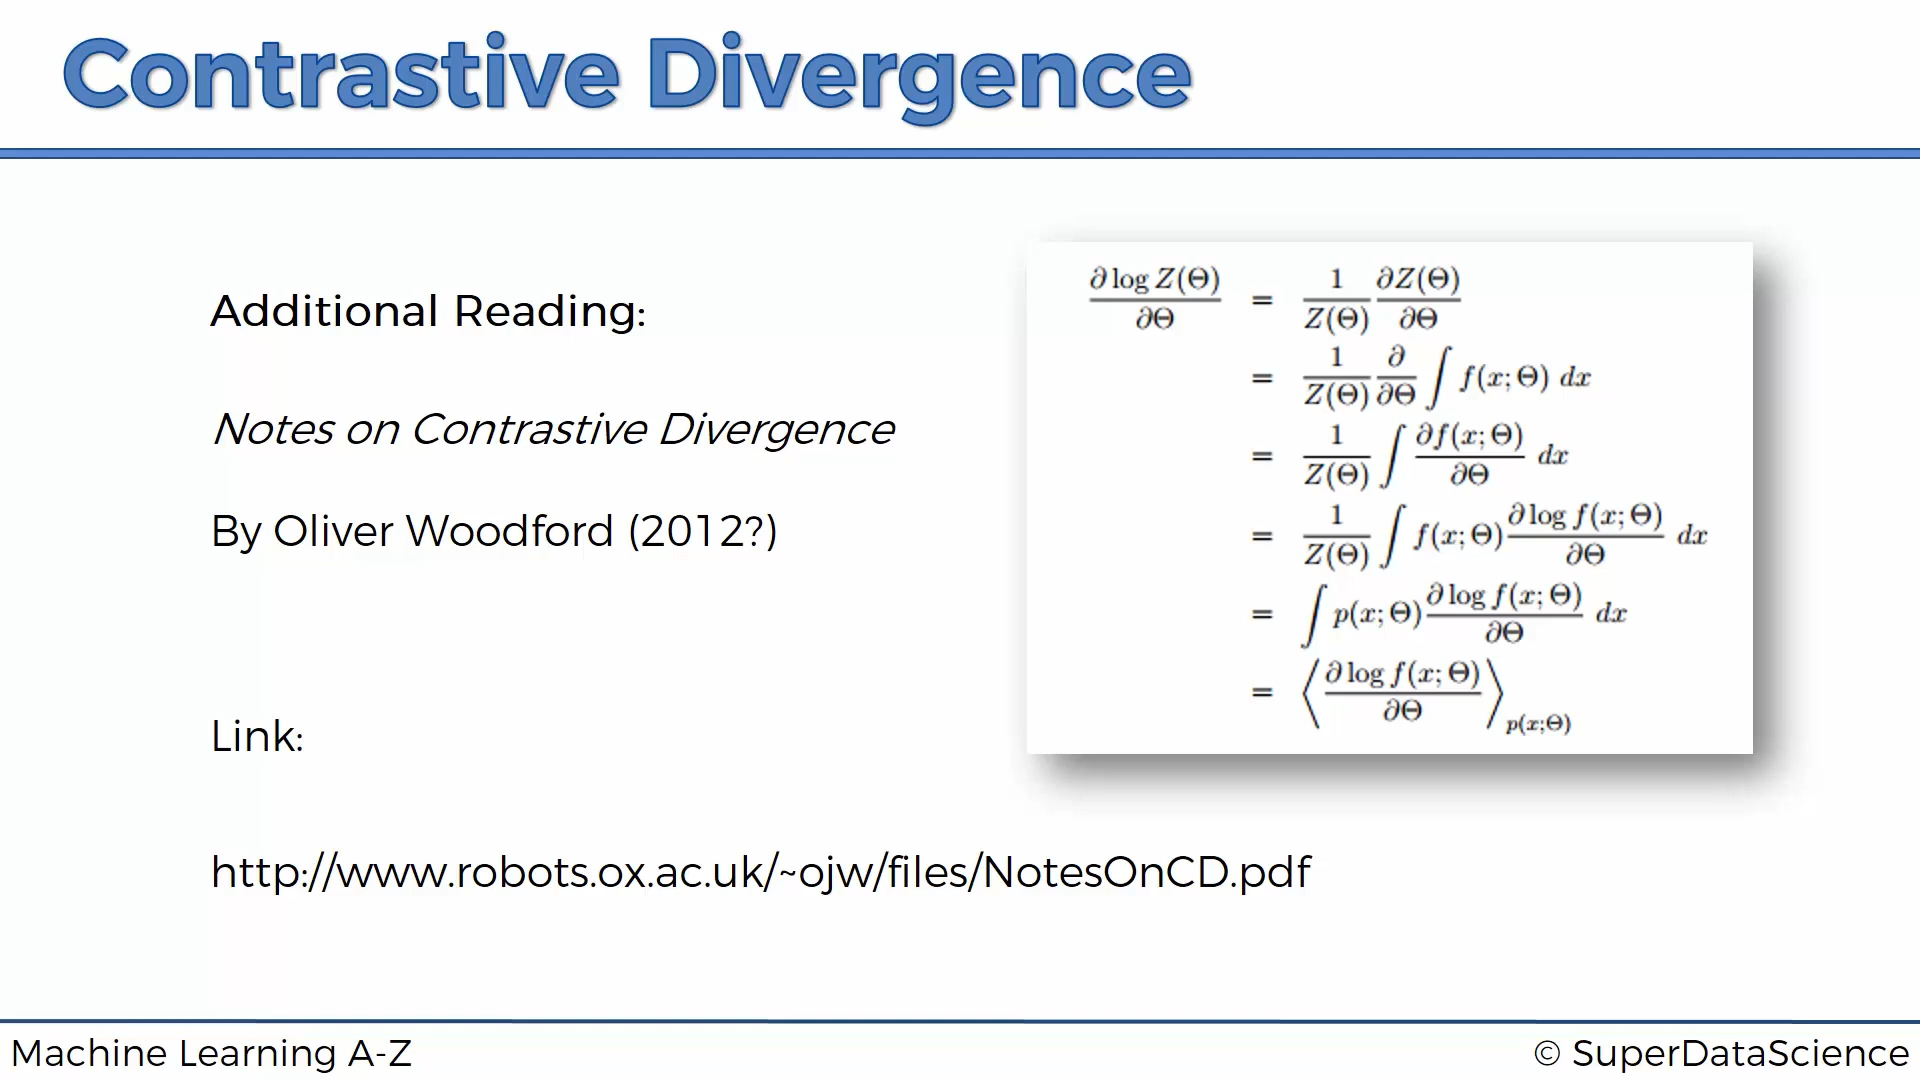 Contrastive Divergence
Additional Reading:
Notes on Contrastive Divergence
By Oliver Woodford (2012?)
Link:
http://www.robots.ox.ac.uk/~ojw/files/NotesOnCD.pdf
∂ log Z(Θ) / ∂Θ = 1/Z(Θ) ∂Z(Θ)/∂Θ
= 1/Z(Θ) ∂/∂Θ ∫ f(x; Θ) dx
= 1/Z(Θ) ∫ ∂f(x; Θ)/∂Θ dx
= 1/Z(Θ) ∫ f(x; Θ) ∂ log f(x; Θ)/∂Θ dx
= ∫ p(x; Θ) ∂ log f(x; Θ)/∂Θ dx
= ⟨∂ log f(x; Θ)/∂Θ⟩ p(x;Θ)
Machine Learning A-Z
© SuperDataScience